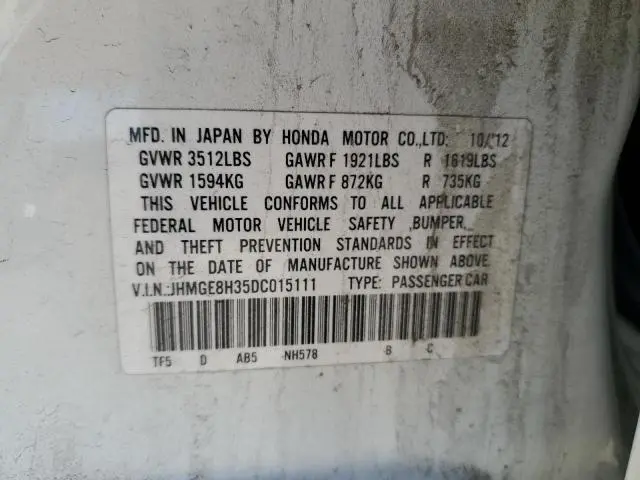 MFD. IN JAPAN BY HONDA MOTOR CO.,LTD: 10/12
GVWR 3512LBS GAWR F 1921LBS R 1619LBS
GVWR 1594KG GAWR F 872KG R 735KG
THIS VEHICLE CONFORMS TO ALL APPLICABLE
FEDERAL MOTOR VEHICLE SAFETY ,BUMPER,
AND THEFT PREVENTION STANDARDS IN EFFECT
ON THE DATE OF MANUFACTURE SHOWN ABOVE.
V.I.N.:JHMGE8H35DC015111 TYPE: PASSENGER CAR
TF5 D AB5 NH578 B C